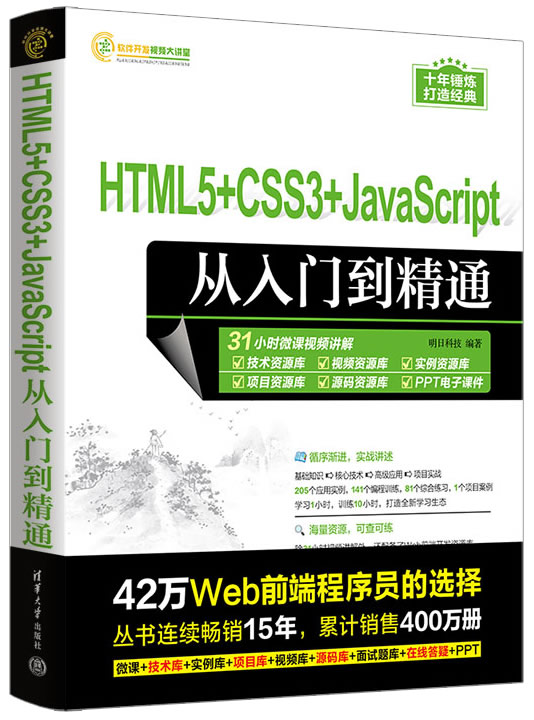 软件开发视频大讲堂
十年锤炼
打造经典
HTML5+CSS3+JavaScript
从入门到精通
31小时微课视频讲解
明日科技 编著
技术资源库
视频资源库
实例资源库
项目资源库
源码资源库
PPT电子课件
循序渐进,实战讲述
基础知识 核心技术 高级应用 项目实战
205个应用实例,141个编程训练,81个综合练习,1个项目案例
学习1小时,训练10小时,打造全新学习生态
海量资源,可查可练
42万Web前端程序员的选择
丛书连续畅销15年,累计销售400万册
微课+技术库+实例库+项目库+视频库+源码库+面试题库+在线答疑+PPT
HTML5+CSS3+JavaScript从入门到精通
清华大学出版社